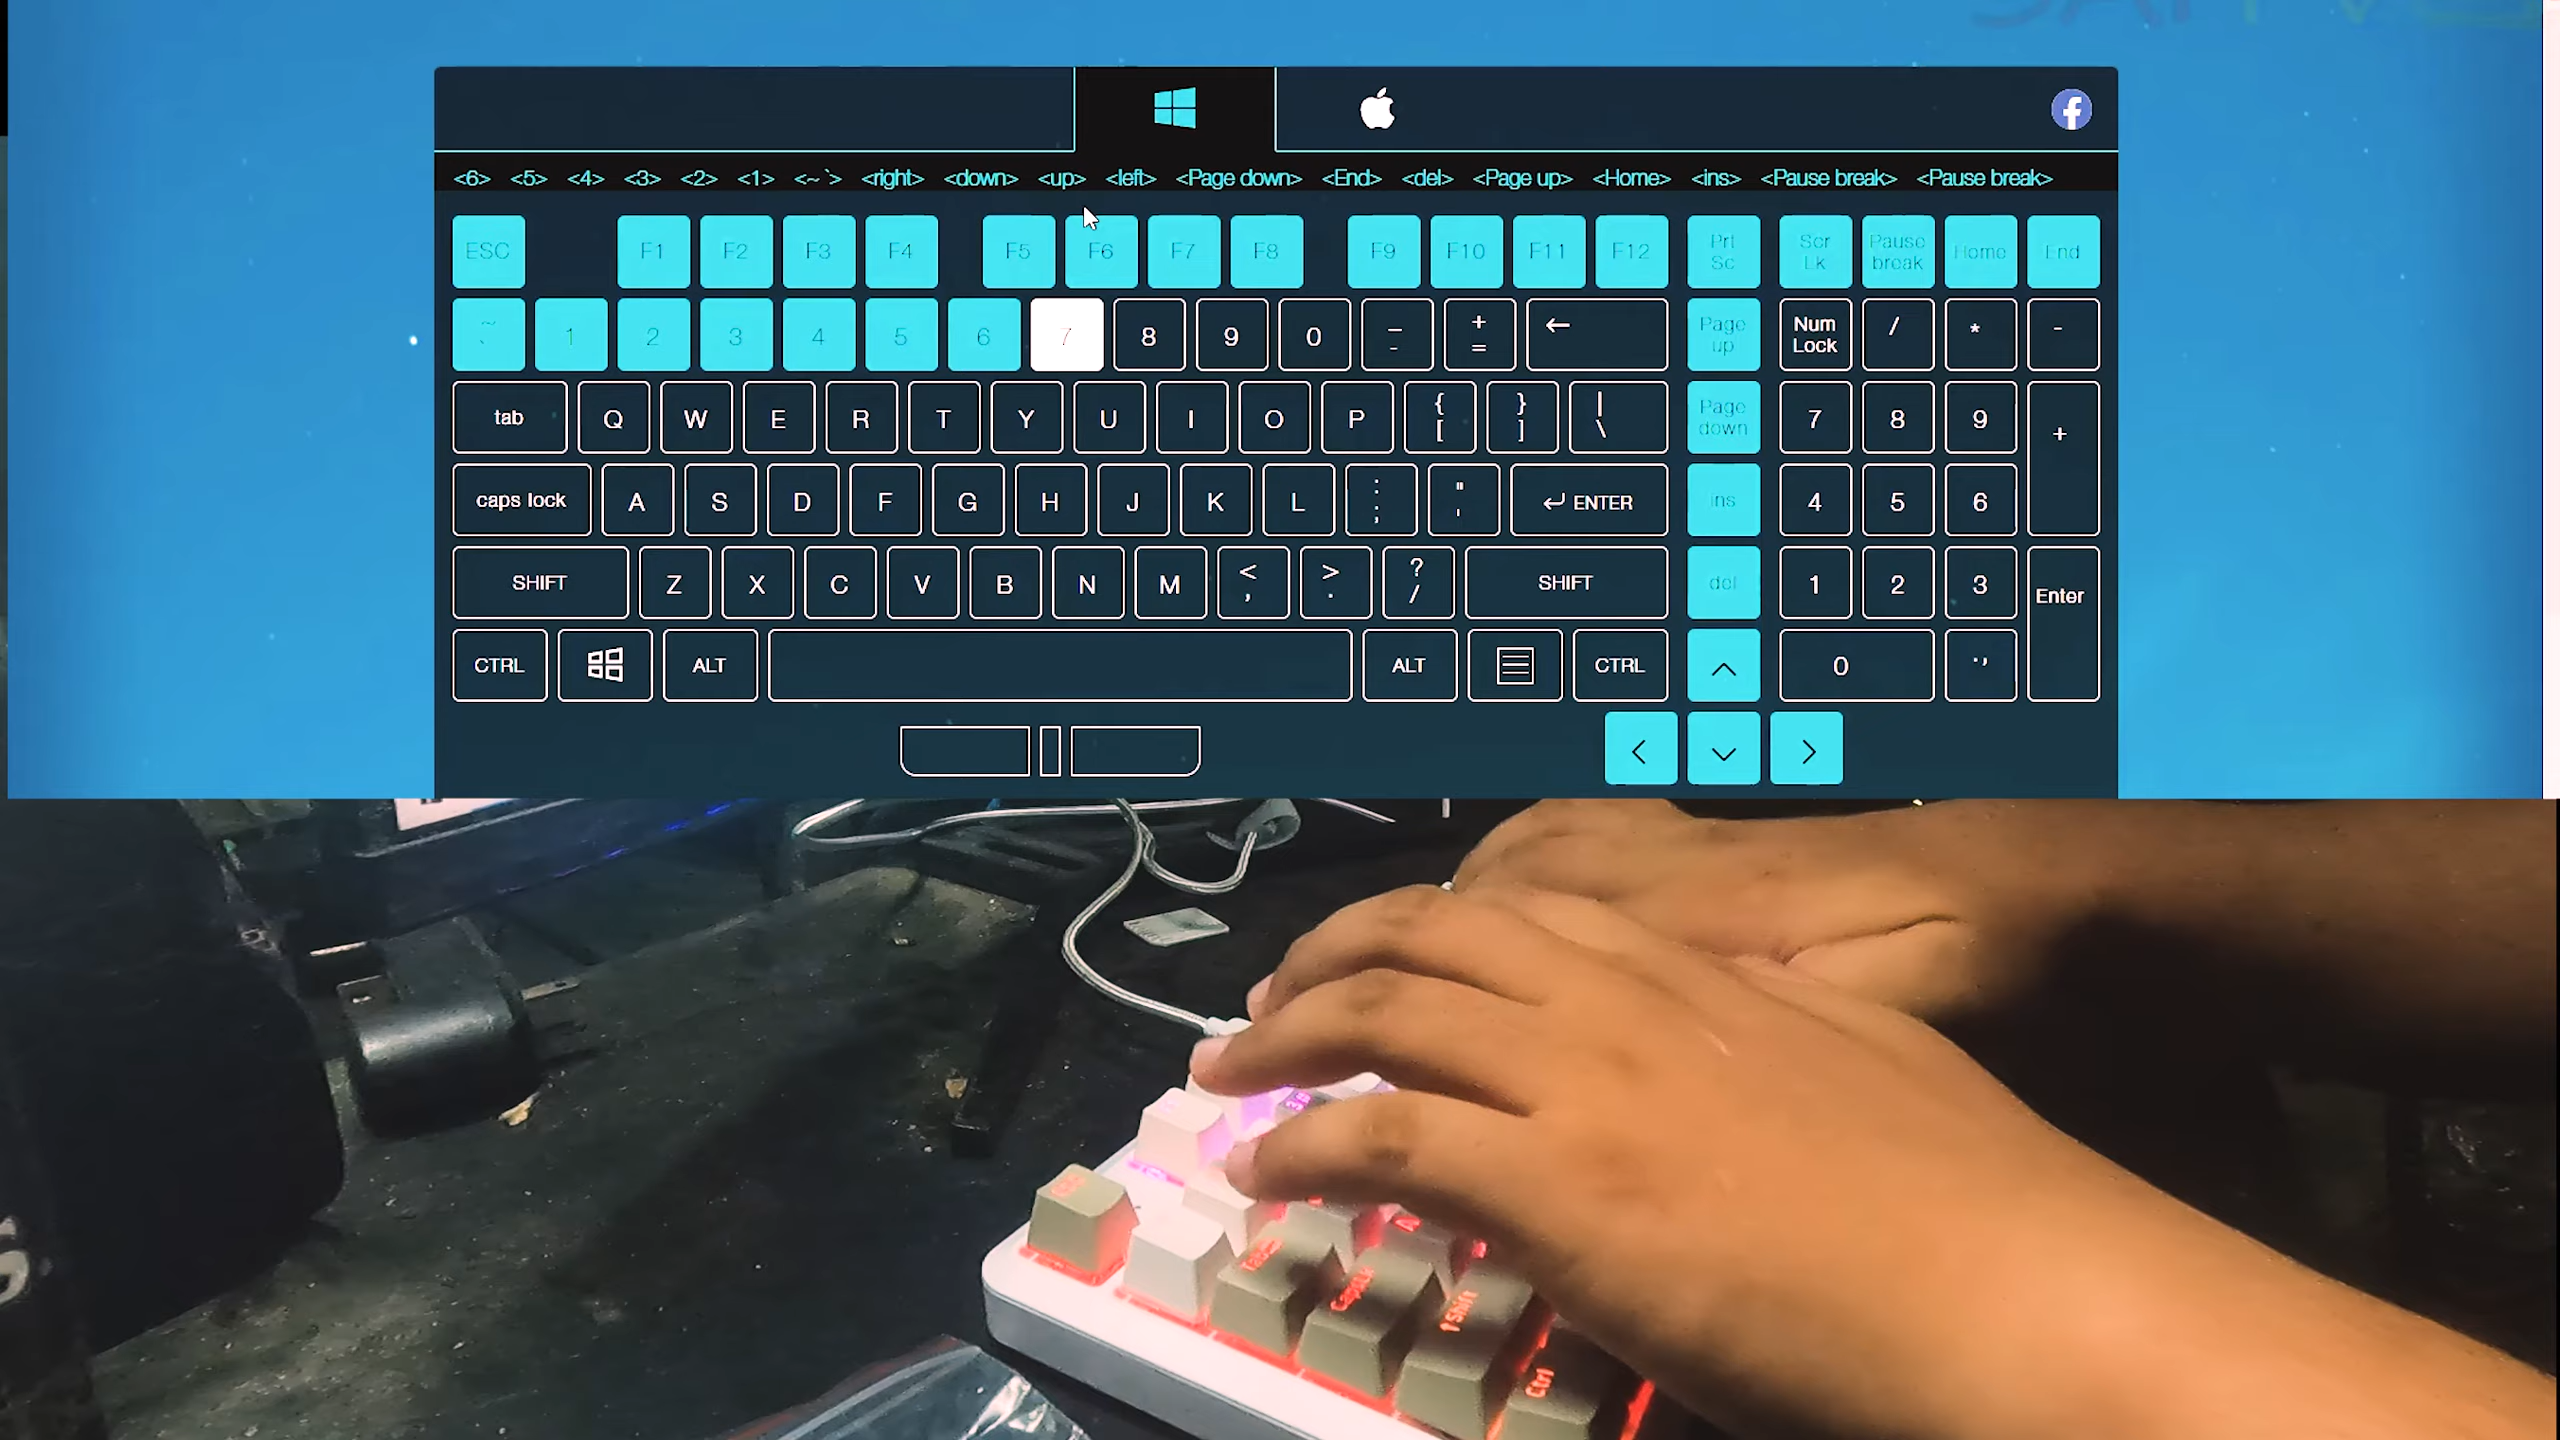 <6> <5> <4> <3> <2> <1> <~ `> <right> <down> <up> <left> <Page down> <End> <del> <Page up> <Home> <ins> <Pause break> <Pause break>
ESC F1 F2 F3 F4 F5 F6 F7 F8 F9 F10 F11 F12 Prt Sc Scr Lk Pause break Home End
~ ` 1 2 3 4 5 6 7 8 9 0 _ - + = ← Page up Num Lock / * -
tab Q W E R T Y U I O P { [ } ] | \ Page down 7 8 9 +
caps lock A S D F G H J K L : ; " ' ↵ ENTER ins 4 5 6
SHIFT Z X C V B N M < , > . ? / SHIFT del 1 2 3 Enter
CTRL ALT ALT CTRL 0 .,
Tab
CapsLk
⇧Shift
Ctrl